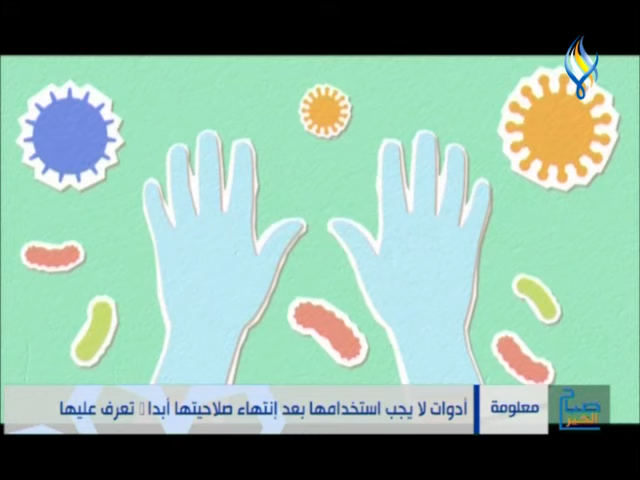 معلومة
أدوات لا يجب استخدامها بعد إنتهاء صلاحيتها أبدا تعرف عليها
صباح
الخير